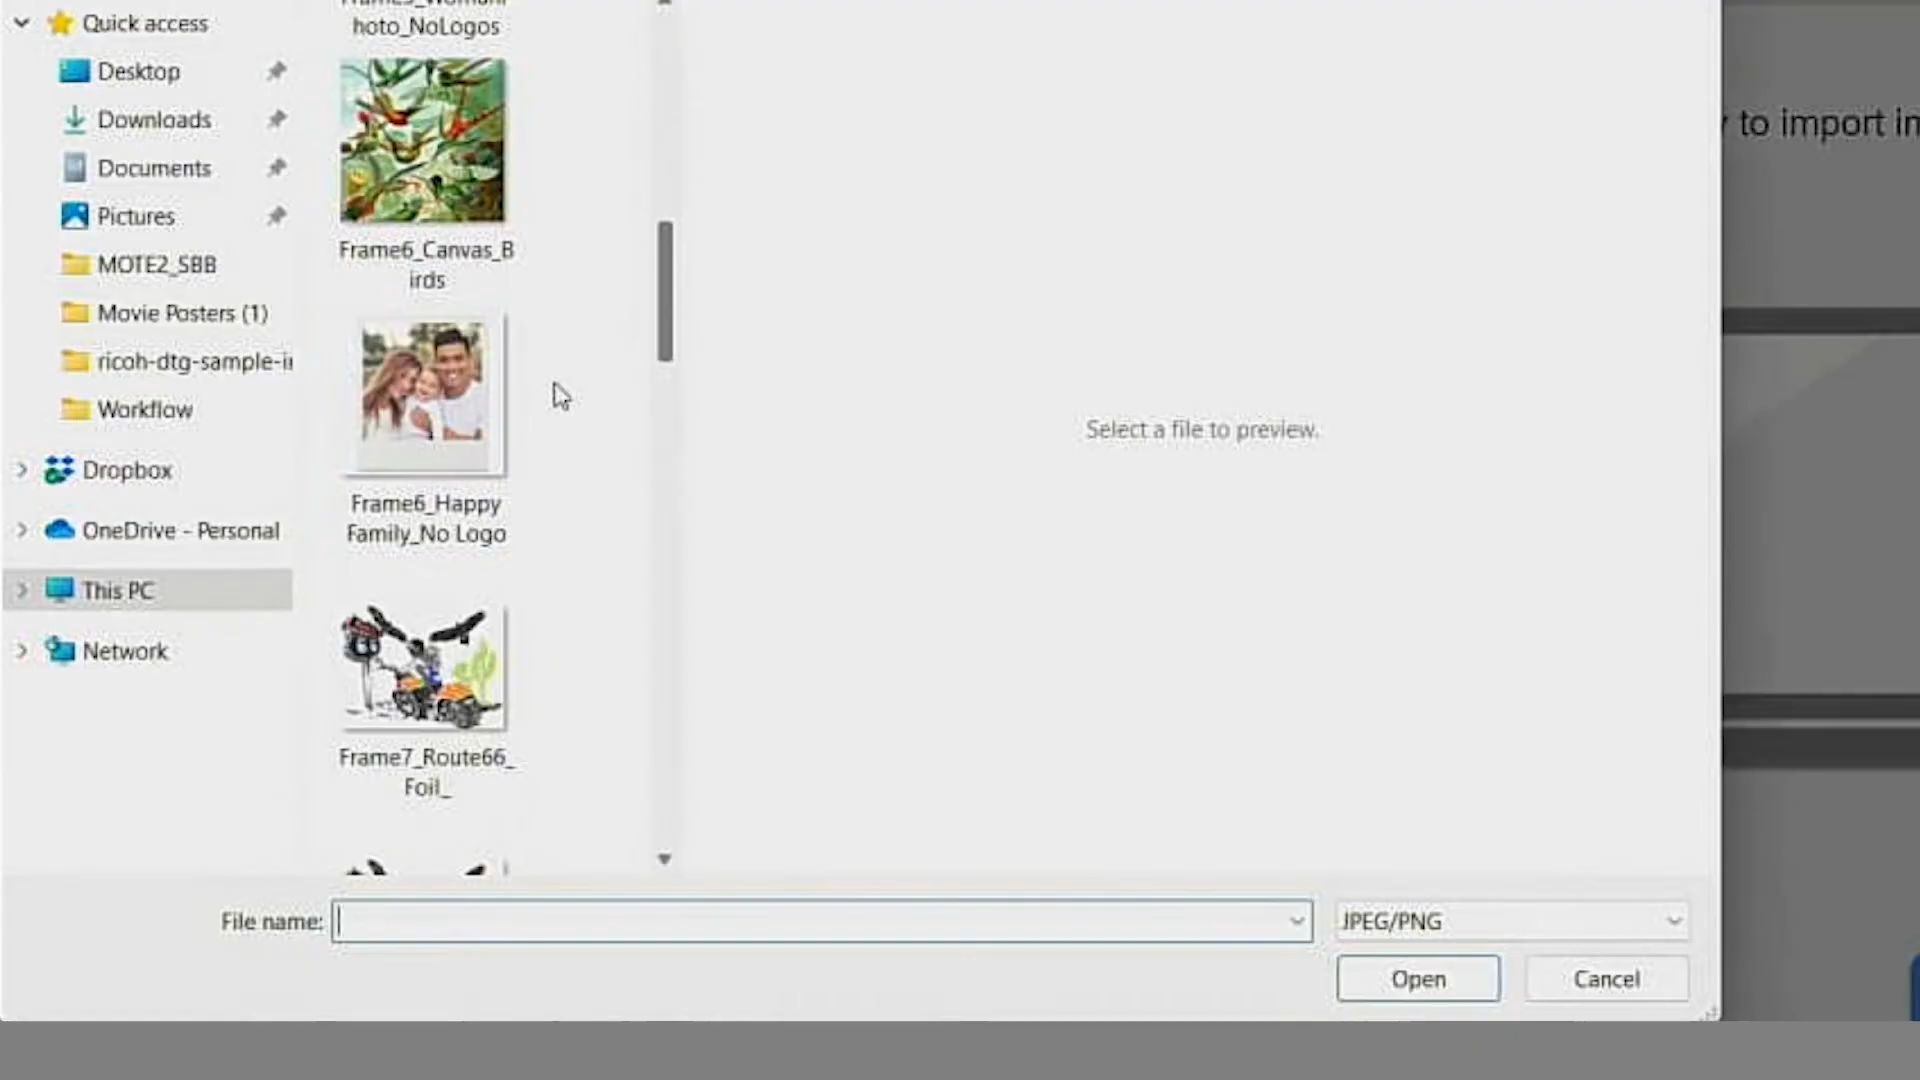 Quick access
Desktop
Downloads
Documents
Pictures
MOTE2_SBB
Movie Posters (1)
ricoh-dtg-sample-i
Workflow
Dropbox
OneDrive - Personal
This PC
Network
hoto_NoLogos
Frame6_Canvas_B
irds
Frame6_Happy
Family_No Logo
Frame7_Route66_
Foil_
Select a file to preview.
to import
File name:
JPEG/PNG
Open
Cancel